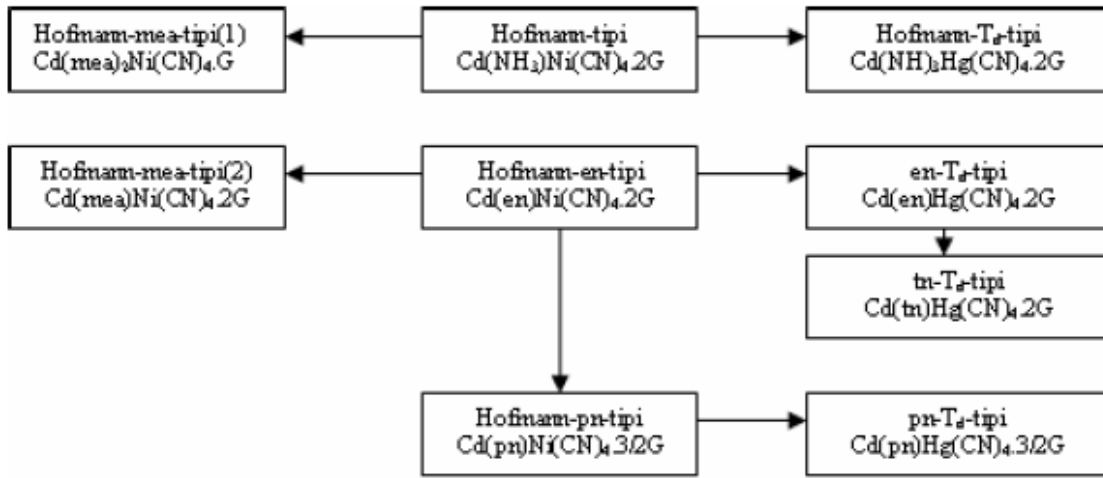 Hofmann-mea-tipi(1)
Cd(mea)₂Ni(CN)₄.G
Hofmann-tipi
Cd(NH₃)Ni(CN)₄.2G
Hofmann-T_d-tipi
Cd(NH)₃Hg(CN)₄.2G
Hofmann-mea-tipi(2)
Cd(mea)Ni(CN)₄.2G
Hofmann-en-tipi
Cd(en)Ni(CN)₄.2G
en-T_d-tipi
Cd(en)Hg(CN)₄.2G
tn-T_d-tipi
Cd(tn)Hg(CN)₄.2G
Hofmann-pn-tipi
Cd(pn)Ni(CN)₄.3/2G
pn-T_d-tipi
Cd(pn)Hg(CN)₄.3/2G